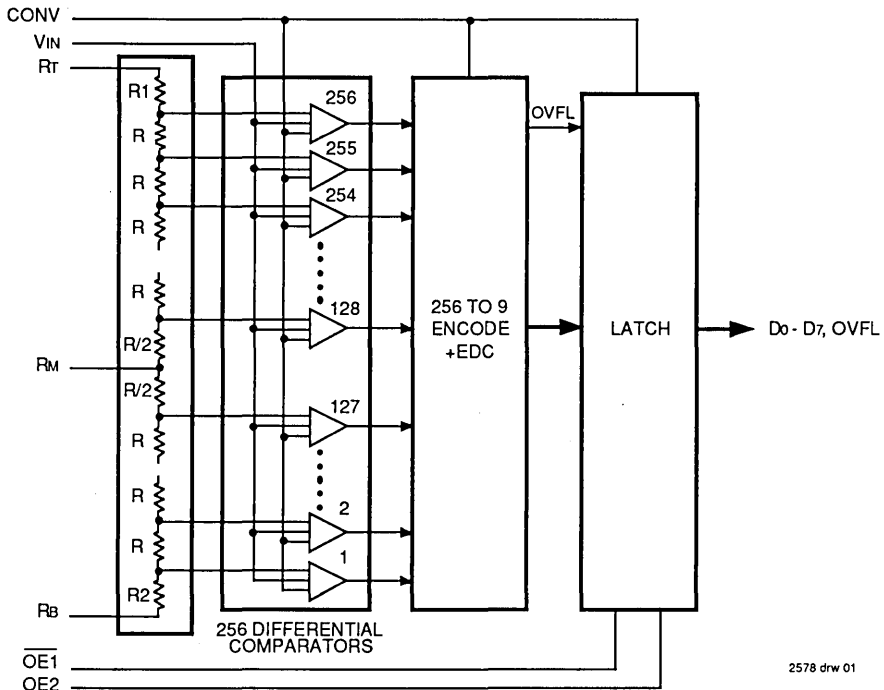 CONV
VIN
RT
R1
256
OVFL
R
255
R
254
R
R
128
256 TO 9
ENCODE
+EDC
LATCH
D0 - D7, OVFL
R/2
RM
R/2
127
R
R
2
R
1
R2
RB
256 DIFFERENTIAL
COMPARATORS
OE1
OE2
2578 drw 01